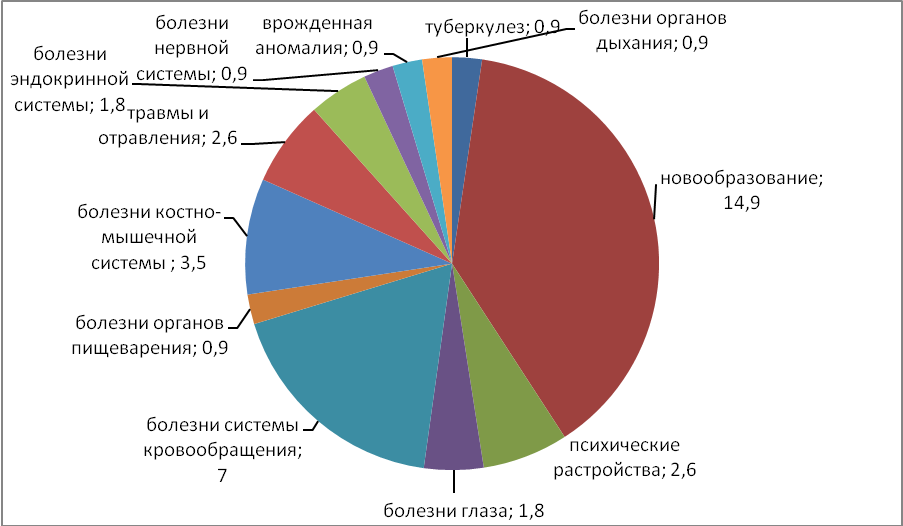 туберкулез; 0,9
болезни органов
дыхания; 0,9
новообразование;
14,9
психические
растройства; 2,6
болезни глаза; 1,8
болезни системы
кровообращения;
7
болезни органов
пищеварения; 0,9
болезни костно-
мышечной
системы ; 3,5
травмы и
отравления; 2,6
болезни
эндокринной
системы; 1,8
болезни
нервной
системы; 0,9
врожденная
аномалия; 0,9